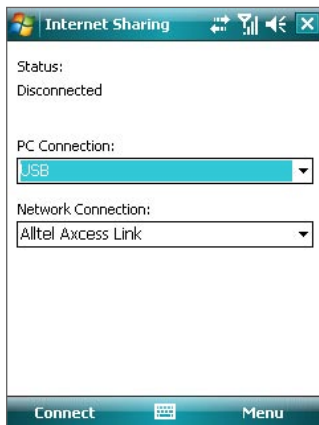 Internet Sharing
Status:
Disconnected
PC Connection:
USB
Network Connection:
Alltel Axcess Link
Connect Menu